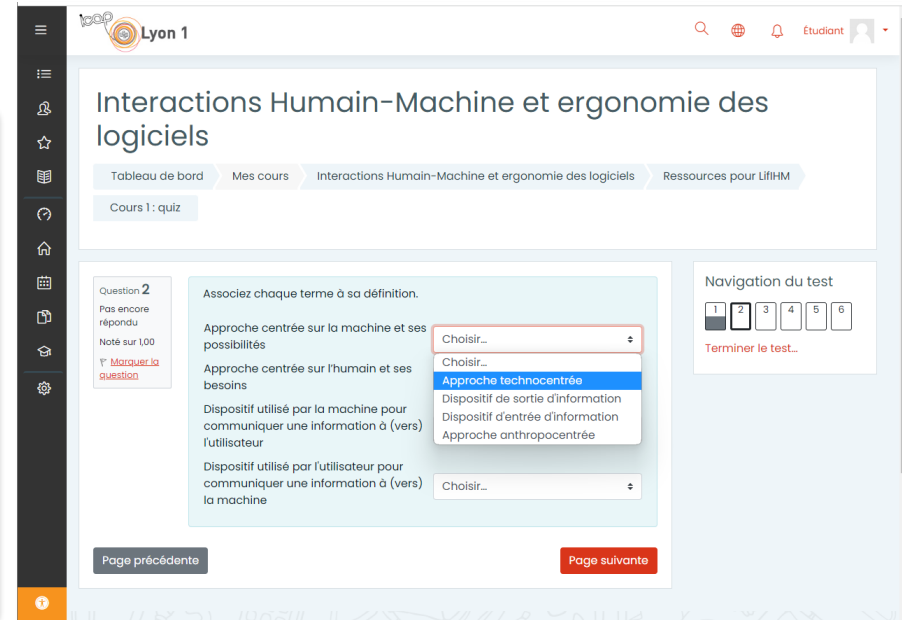 icap
Lyon 1
Étudiant
Interactions Humain-Machine et ergonomie des
logiciels
Tableau de bord
Mes cours
Interactions Humain-Machine et ergonomie des logiciels
Ressources pour LifIHM
Cours 1 : quiz
Question 2
Pas encore
répondu
Noté sur 1,00
Marquer la
question
Associez chaque terme à sa définition.
Approche centrée sur la machine et ses
possibilités
Choisir...
Choisir...
Approche technocentrée
Dispositif de sortie d'information
Dispositif d'entrée d'information
Approche anthropocentrée
Approche centrée sur l'humain et ses
besoins
Dispositif utilisé par la machine pour
communiquer une information à (vers)
l'utilisateur
Dispositif utilisé par l'utilisateur pour
communiquer une information à (vers)
la machine
Choisir...
Page précédente
Page suivante
Navigation du test
1 2 3 4 5 6
Terminer le test...